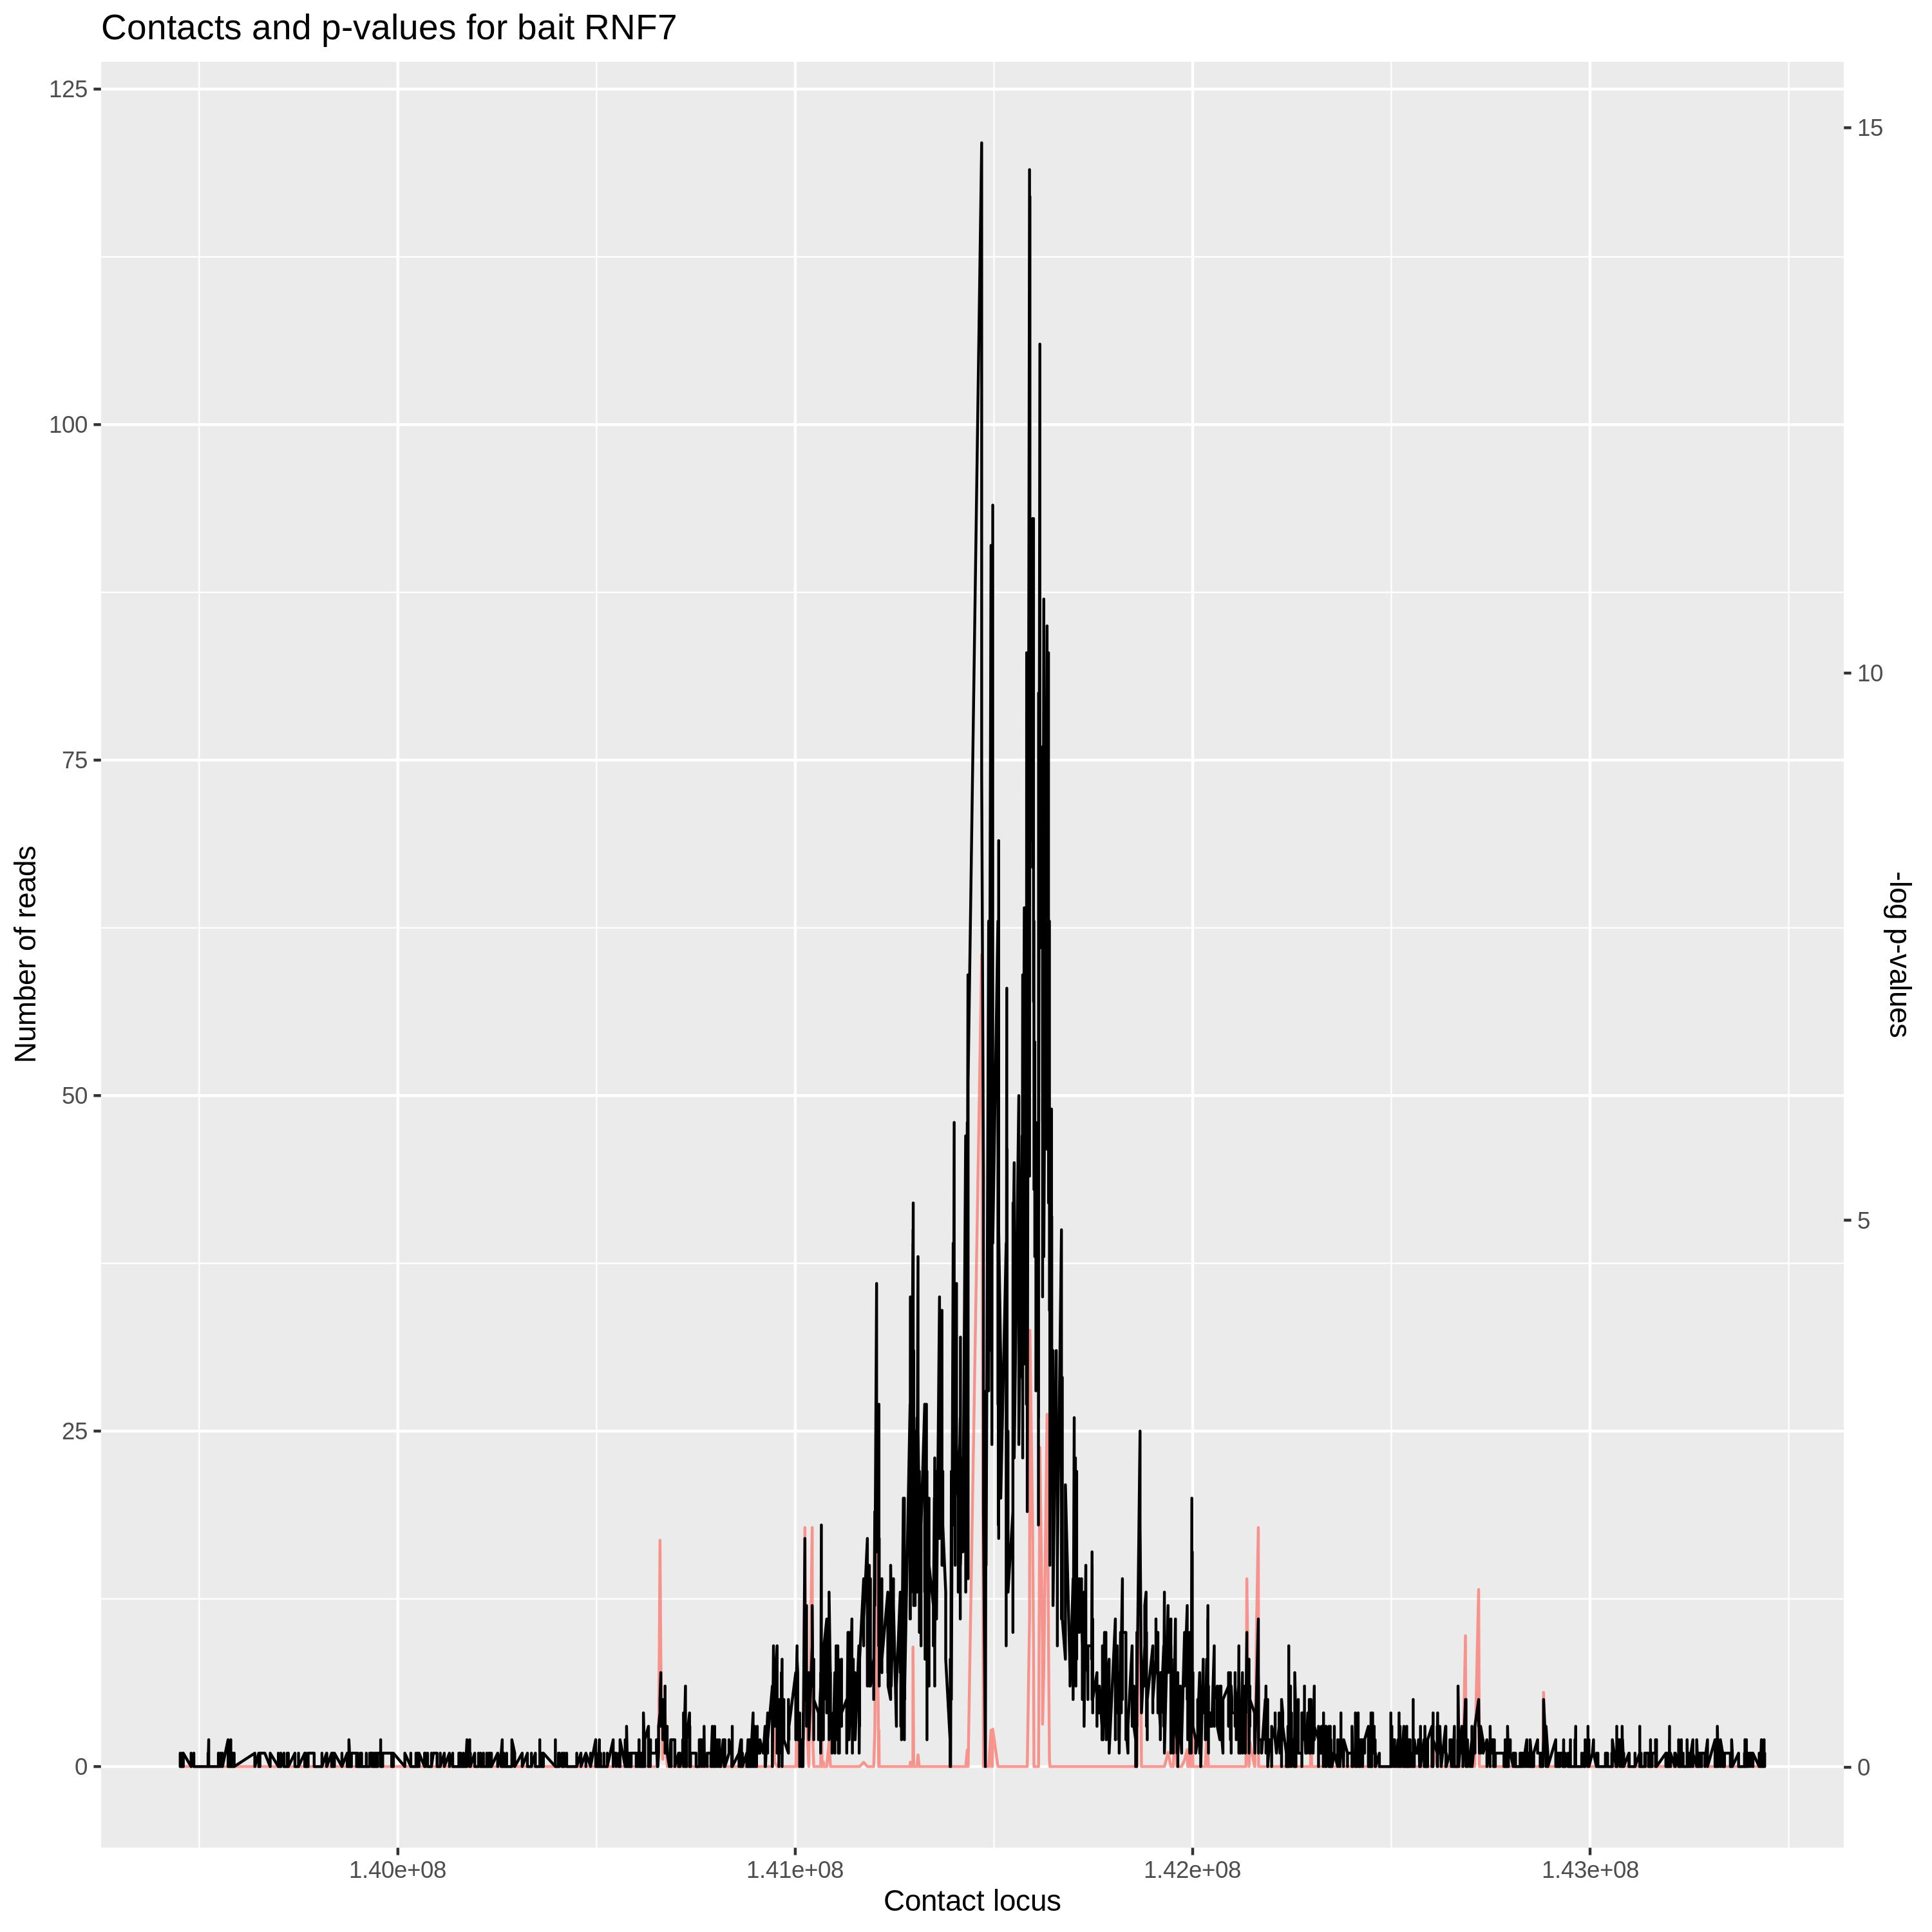 Contacts and p-values for bait RNF7
125
100
75
50
25
0
Number of reads
15
10
5
0
-log p-values
1.40e+08
1.41e+08
1.42e+08
1.43e+08
Contact locus